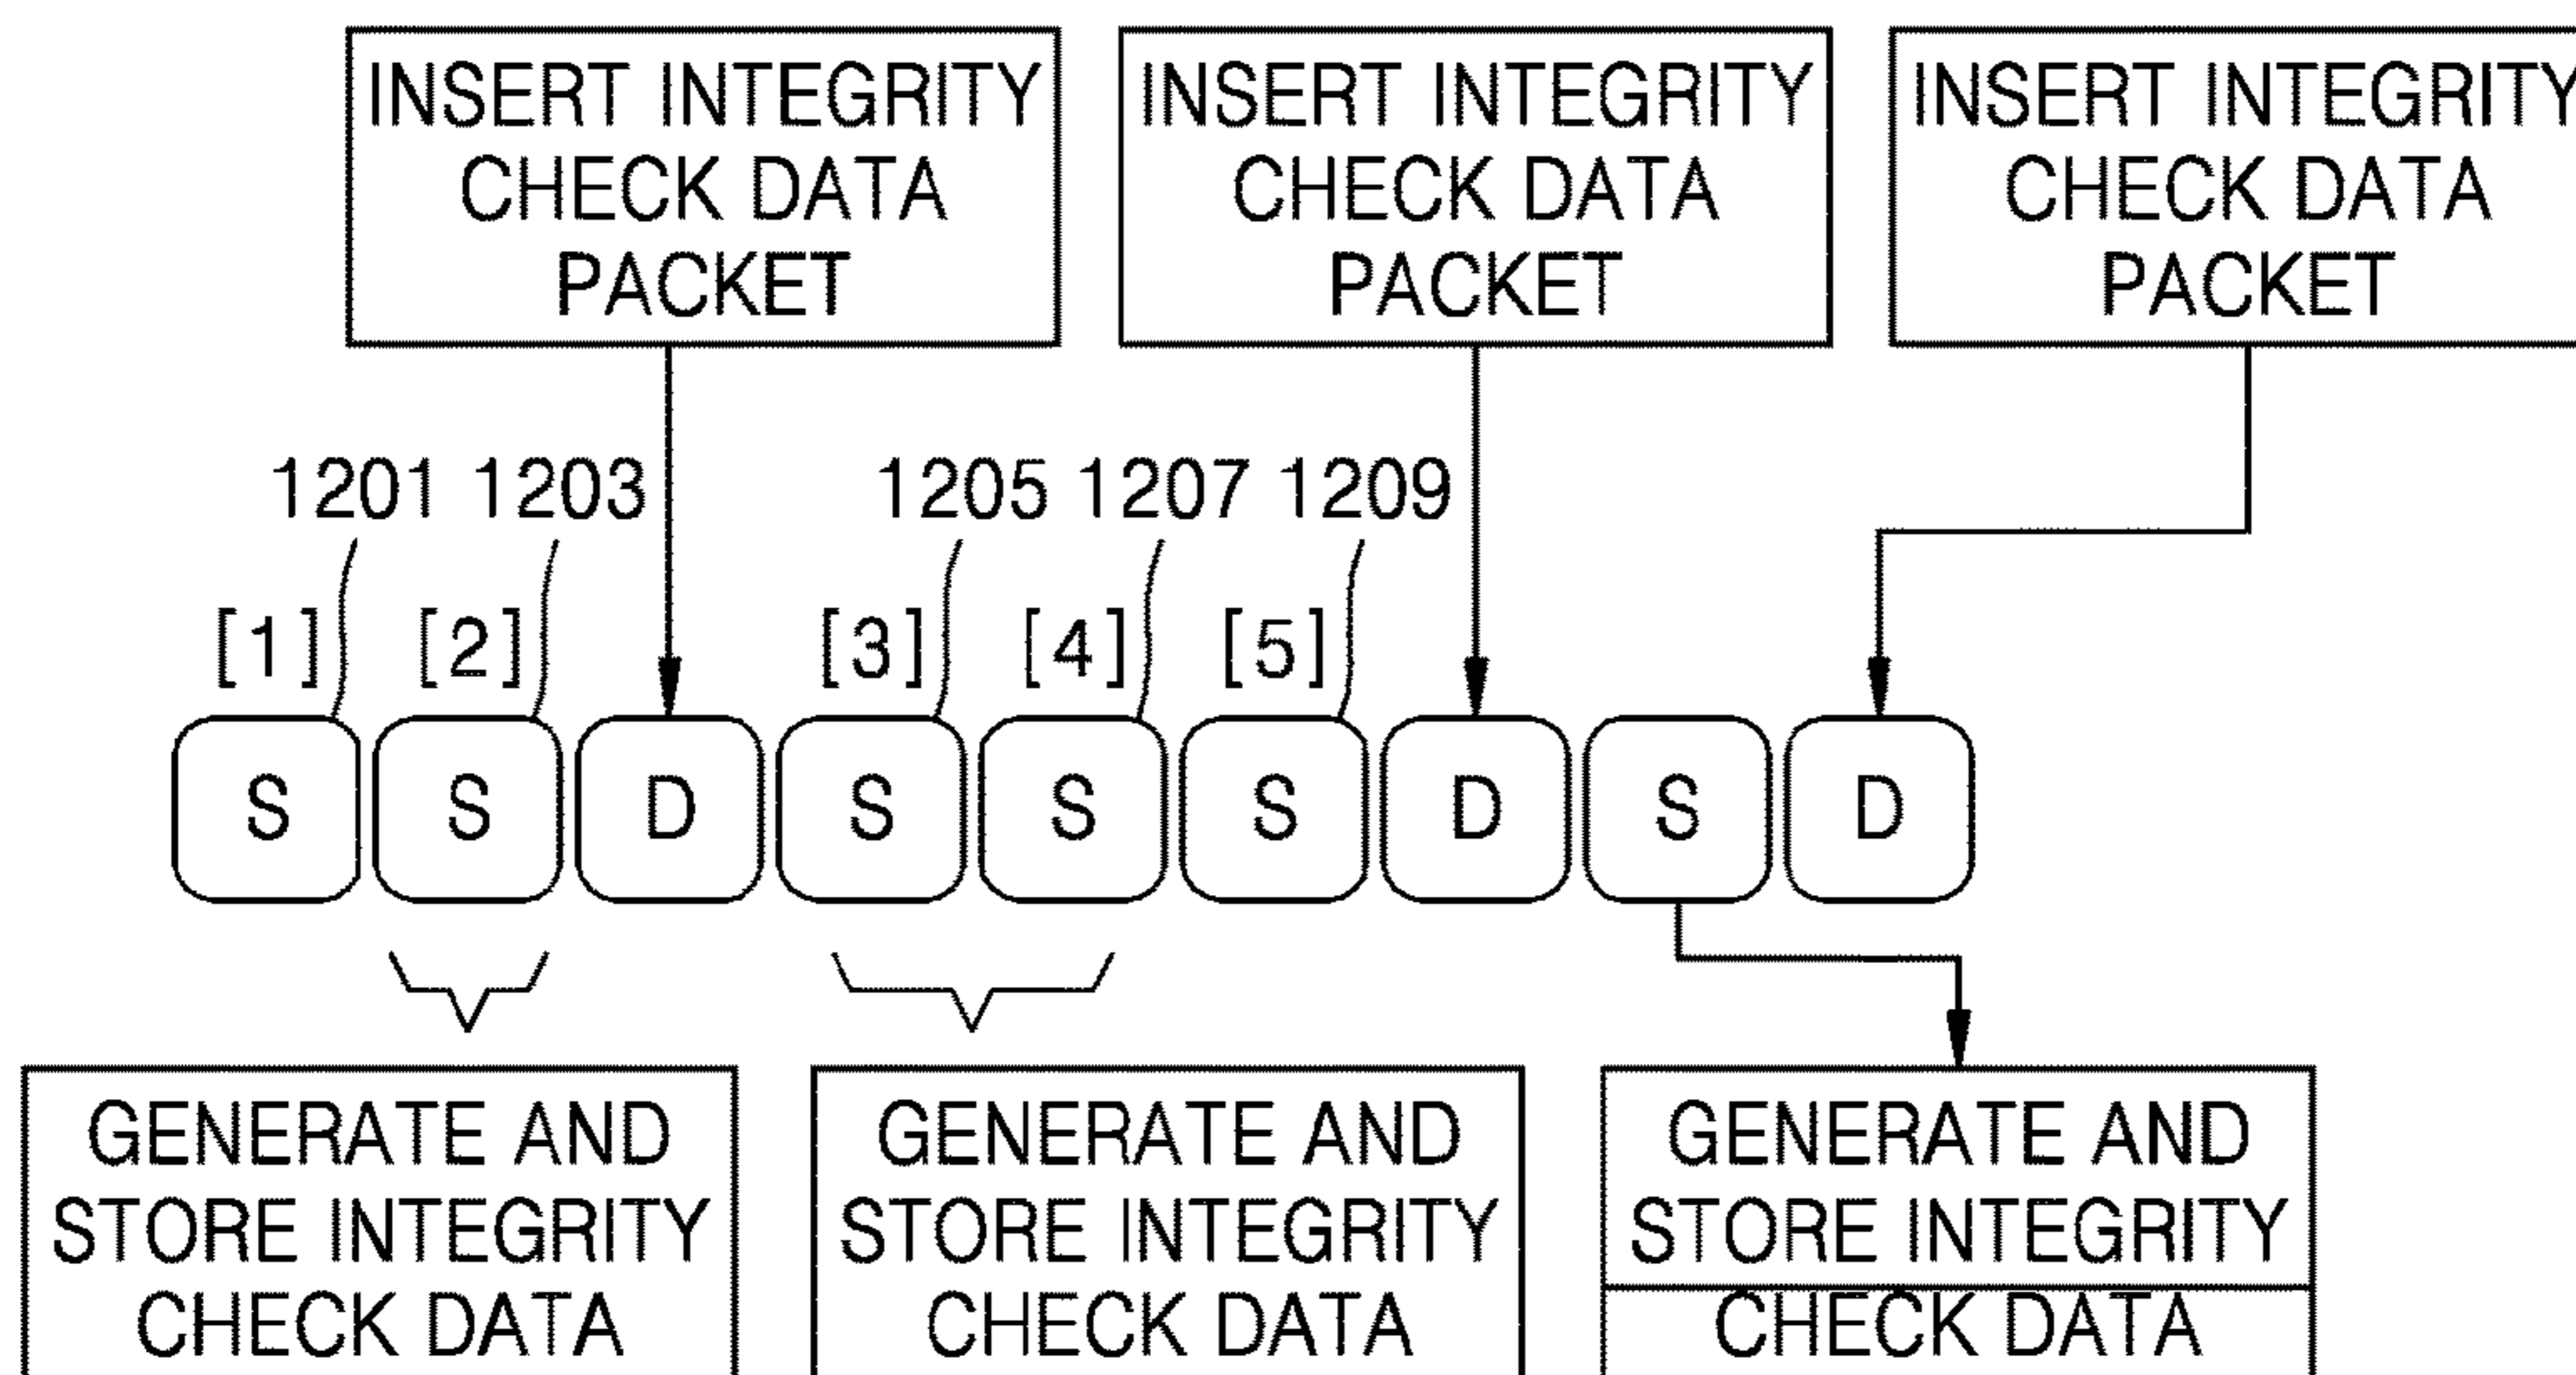 INSERT INTEGRITY
CHECK DATA
PACKET
INSERT INTEGRITY
CHECK DATA
PACKET
INSERT INTEGRITY
CHECK DATA
PACKET
1201 1203 1205 1207 1209
[1] [2] [3] [4] [5]
S S D S S S D S D
GENERATE AND
STORE INTEGRITY
CHECK DATA
GENERATE AND
STORE INTEGRITY
CHECK DATA
GENERATE AND
STORE INTEGRITY
CHECK DATA